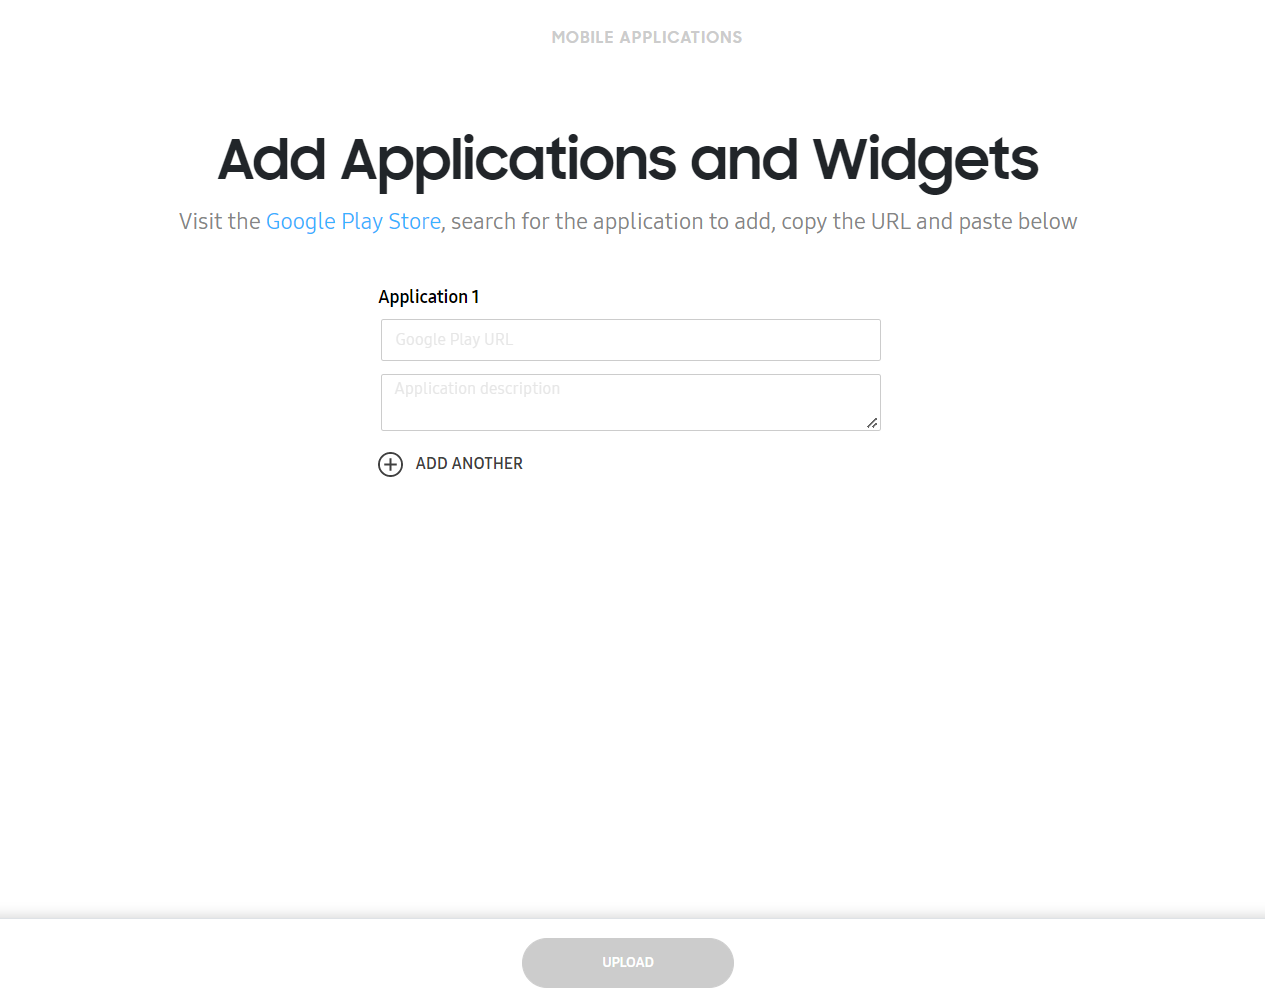 MOBILE APPLICATIONS
Add Applications and Widgets
Visit the Google Play Store, search for the application to add, copy the URL and paste below
Application 1
Google Play URL
Application description
ADD ANOTHER
UPLOAD